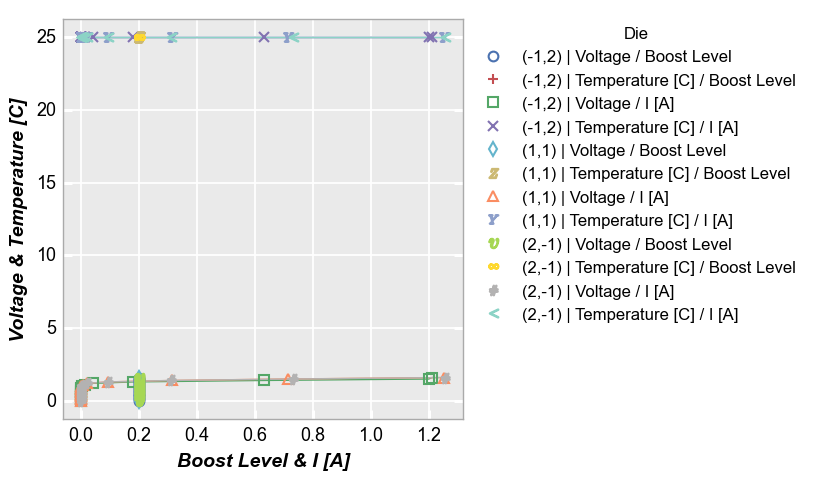 Die
(-1,2) | Voltage / Boost Level
(-1,2) | Temperature [C] / Boost Level
(-1,2) | Voltage / I [A]
(-1,2) | Temperature [C] / I [A]
(1,1) | Voltage / Boost Level
(1,1) | Temperature [C] / Boost Level
(1,1) | Voltage / I [A]
(1,1) | Temperature [C] / I [A]
(2,-1) | Voltage / Boost Level
(2,-1) | Temperature [C] / Boost Level
(2,-1) | Voltage / I [A]
(2,-1) | Temperature [C] / I [A]
Voltage & Temperature [C]
25
20
15
10
5
0
0.0 0.2 0.4 0.6 0.8 1.0 1.2
Boost Level & I [A]